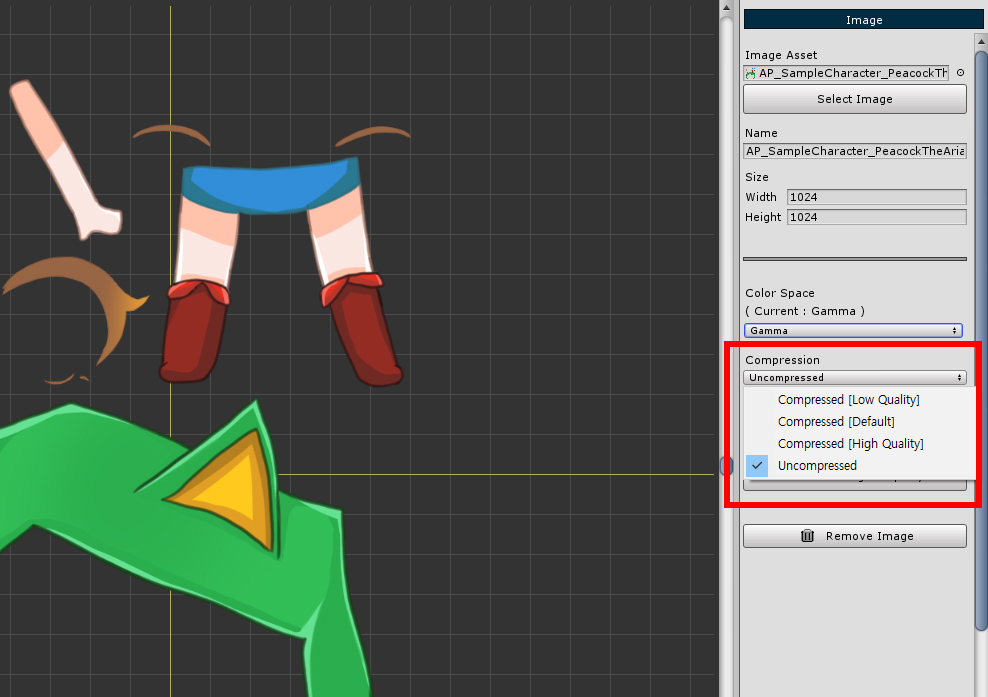 Image
Image Asset
AP_SampleCharacter_PeacockTh
Select Image
Name
AP_SampleCharacter_PeacockTheAria
Size
Width 1024
Height 1024
Color Space
( Current : Gamma )
Gamma
Compression
Uncompressed
Compressed [Low Quality]
Compressed [Default]
Compressed [High Quality]
Uncompressed
Remove Image